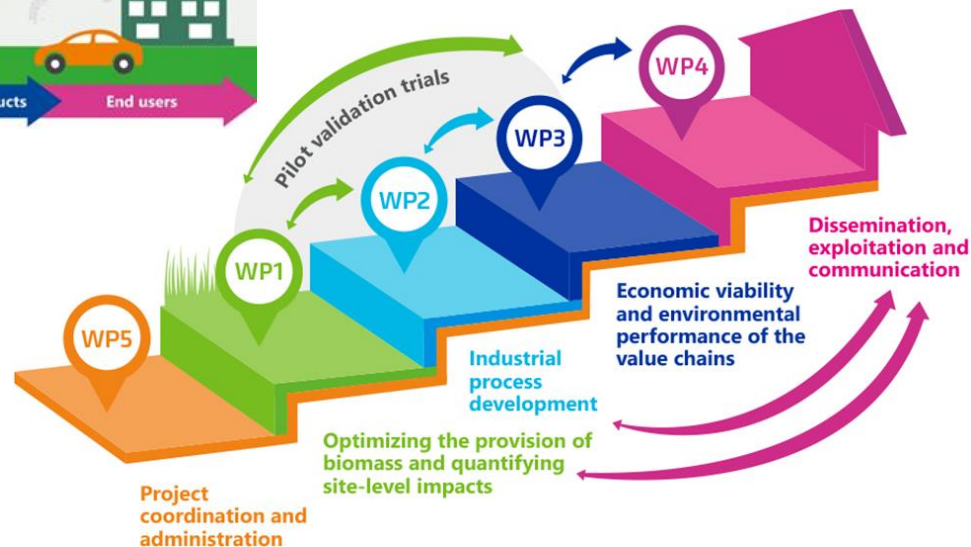 ucts
End users
Pilot validation trials
WP4
WP3
WP2
WP1
WP5
Dissemination,
exploitation and
communication
Economic viability
and environmental
performance of the
value chains
Industrial
process
development
Optimizing the provision of
biomass and quantifying
site-level impacts
Project
coordination and
administration